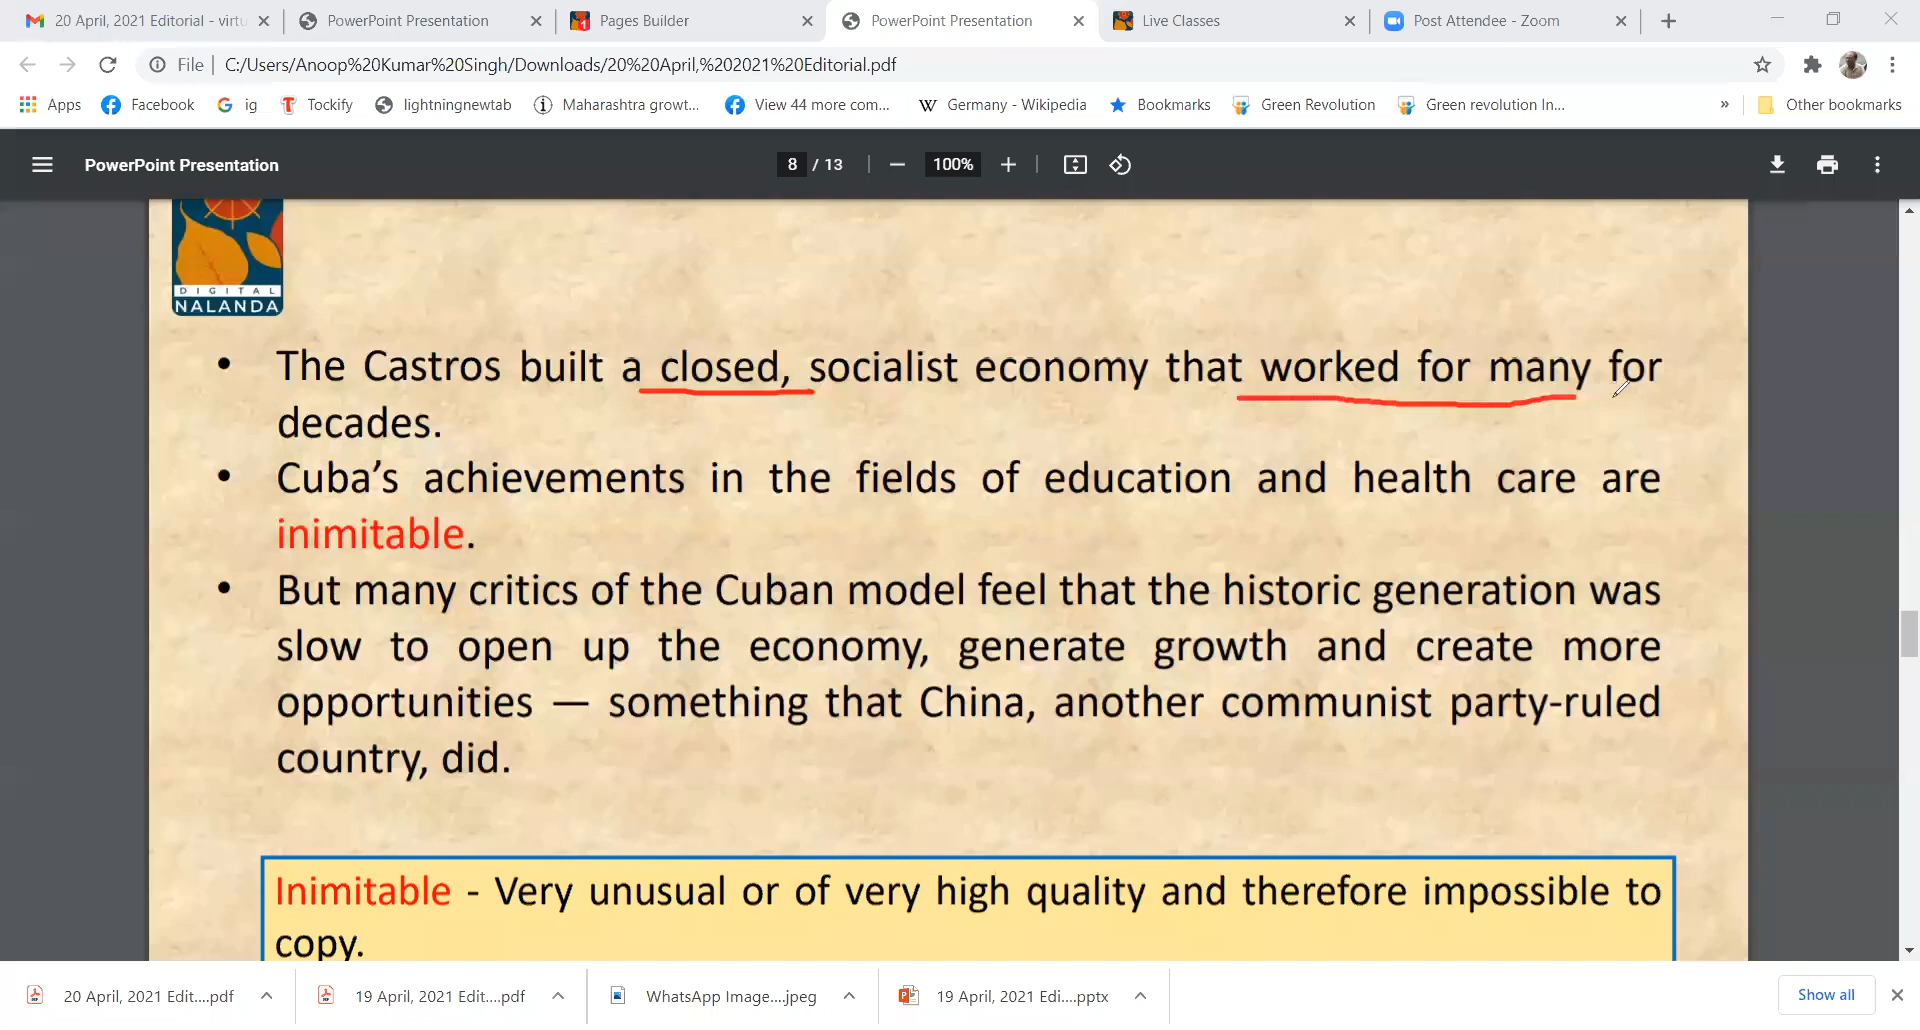 20 April, 2021 Editorial - virtu
PowerPoint Presentation
Pages Builder
PowerPoint Presentation
Live Classes
Post Attendee - Zoom
File
C:/Users/Anoop%20Kumar%20Singh/Downloads/20%20April,%202021%20Editorial.pdf
Apps
Facebook
ig
Tockify
lightningnewtab
Maharashtra growt...
View 44 more com...
Germany - Wikipedia
Bookmarks
Green Revolution
Green revolution In...
»
Other bookmarks
PowerPoint Presentation
8 / 13
100%
DIGITAL
NALANDA
• The Castros built a closed, socialist economy that worked for many for
decades.
• Cuba’s achievements in the fields of education and health care are
inimitable.
• But many critics of the Cuban model feel that the historic generation was
slow to open up the economy, generate growth and create more
opportunities — something that China, another communist party-ruled
country, did.
Inimitable - Very unusual or of very high quality and therefore impossible to
copy.
20 April, 2021 Edit....pdf
19 April, 2021 Edit....pdf
WhatsApp Image....jpeg
19 April, 2021 Edi....pptx
Show all